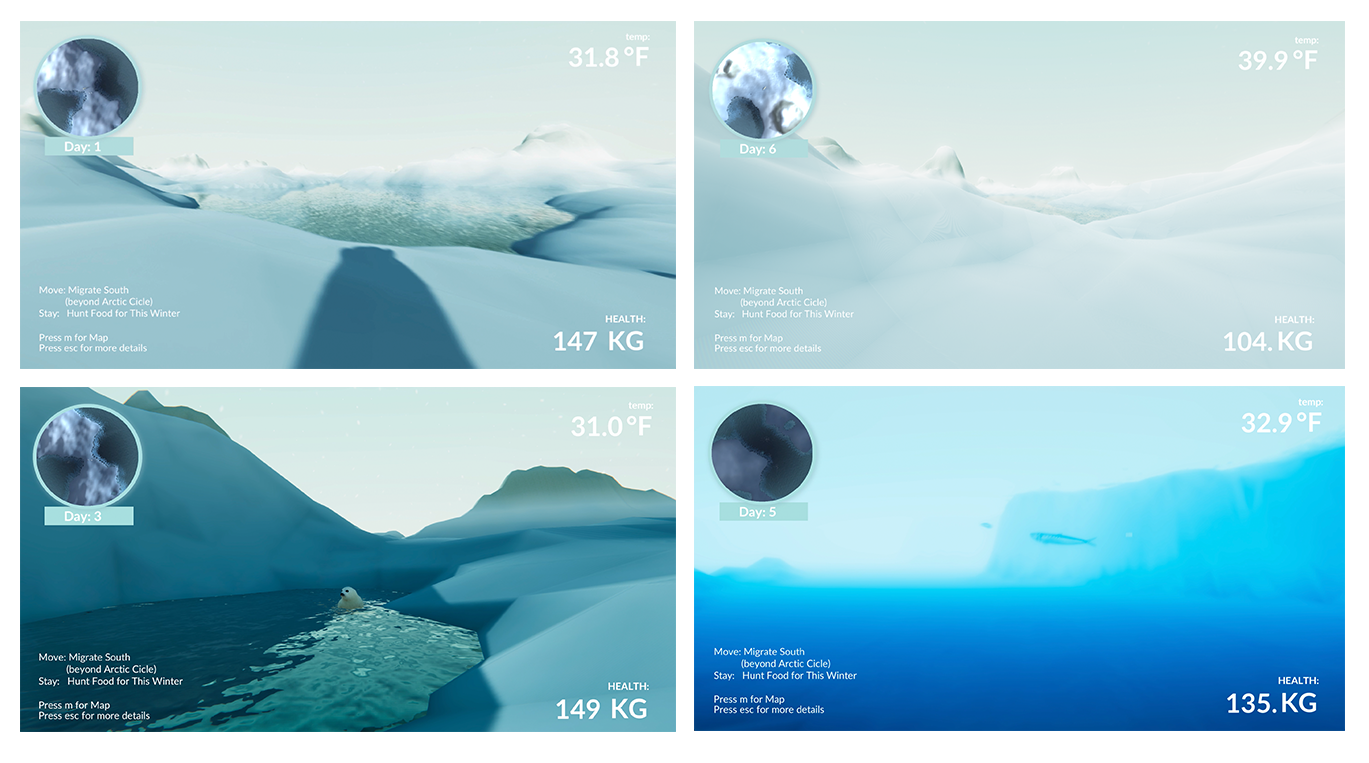 temp:
31.8 °F
Day: 1
Move: Migrate South
(beyond Arctic Cicle)
Stay: Hunt Food for This Winter
Press m for Map
Press esc for more details
HEALTH:
147 KG
temp:
39.9 °F
Day: 6
Move: Migrate South
(beyond Arctic Cicle)
Stay: Hunt Food for This Winter
Press m for Map
Press esc for more details
HEALTH:
104. KG
temp:
31.0 °F
Day: 3
Move: Migrate South
(beyond Arctic Cicle)
Stay: Hunt Food for This Winter
Press m for Map
Press esc for more details
HEALTH:
149 KG
temp:
32.9 °F
Day: 5
Move: Migrate South
(beyond Arctic Cicle)
Stay: Hunt Food for This Winter
Press m for Map
Press esc for more details
HEALTH:
135. KG